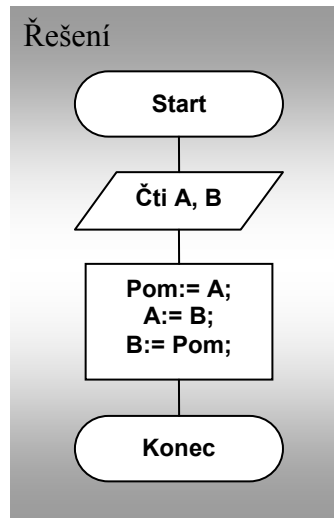 Řešení
Start
Čti A, B
Pom:= A;
A:= B;
B:= Pom;
Konec